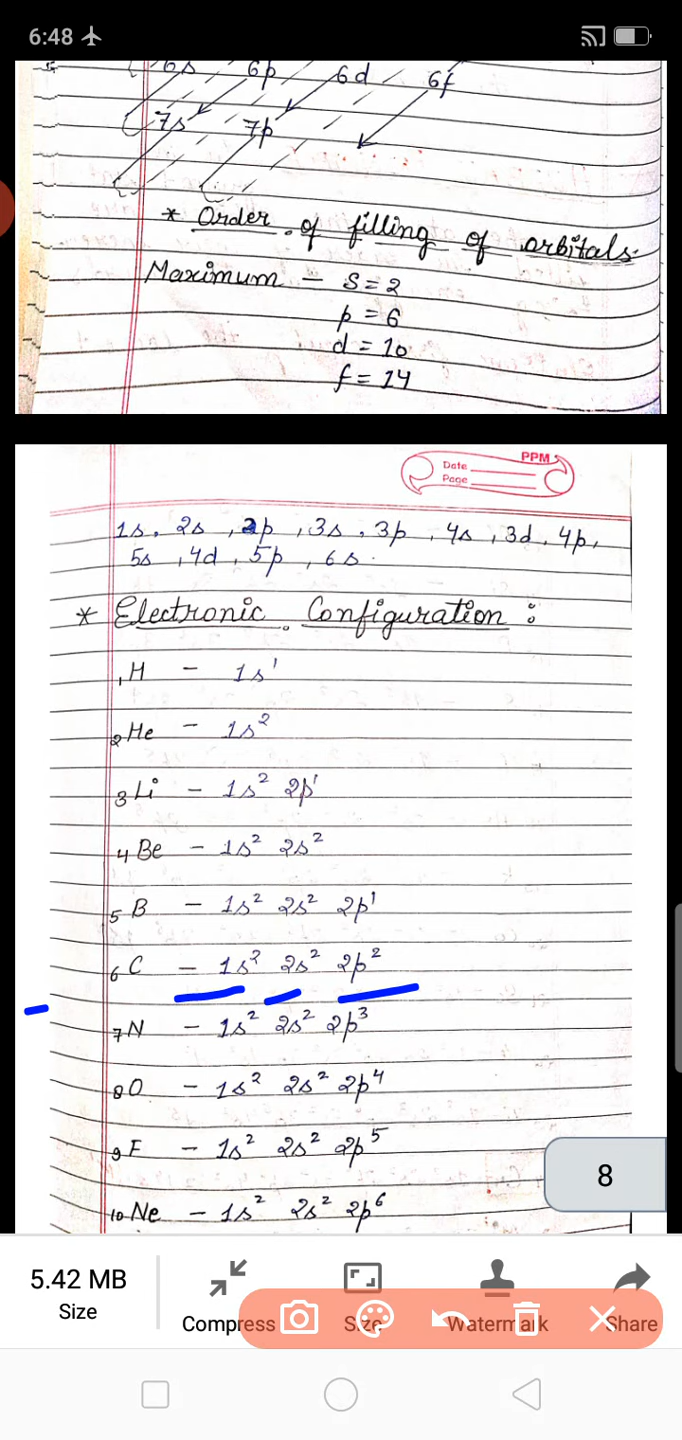 6:48
6s 6p 6d 6f
7s 7p
* Order of filling of orbitals.
Maximum - s = 2
p = 6
d = 10
f = 14
PPM
Date
Page
1s, 2s, 2p, 3s, 3p, 4s, 3d, 4p,
5s, 4d, 5p, 6s.
* Electronic Configuration :
₁H - 1s¹
₂He - 1s²
₃Li - 1s² 2p¹
₄Be - 1s² 2s²
₅B - 1s² 2s² 2p¹
₆C - 1s² 2s² 2p²
₇N - 1s² 2s² 2p³
₈O - 1s² 2s² 2p⁴
₉F - 1s² 2s² 2p⁵
₁₀Ne - 1s² 2s² 2p⁶
8
5.42 MB
Size Compress Size Watermark Share